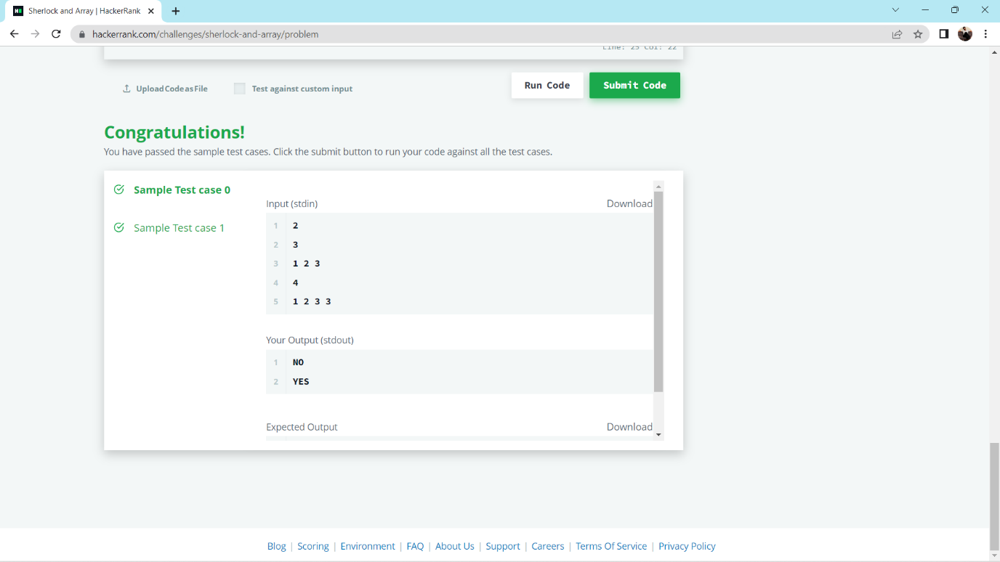 Sherlock and Array | HackerRank
hackerrank.com/challenges/sherlock-and-array/problem
Line: 25 Col: 22
Upload Code as File
Test against custom input
Run Code
Submit Code
Congratulations!
You have passed the sample test cases. Click the submit button to run your code against all the test cases.
Sample Test case 0
Sample Test case 1
Input (stdin)
Download
1 2
2 3
3 1 2 3
4 4
5 1 2 3 3
Your Output (stdout)
1 NO
2 YES
Expected Output
Download
Blog | Scoring | Environment | FAQ | About Us | Support | Careers | Terms Of Service | Privacy Policy